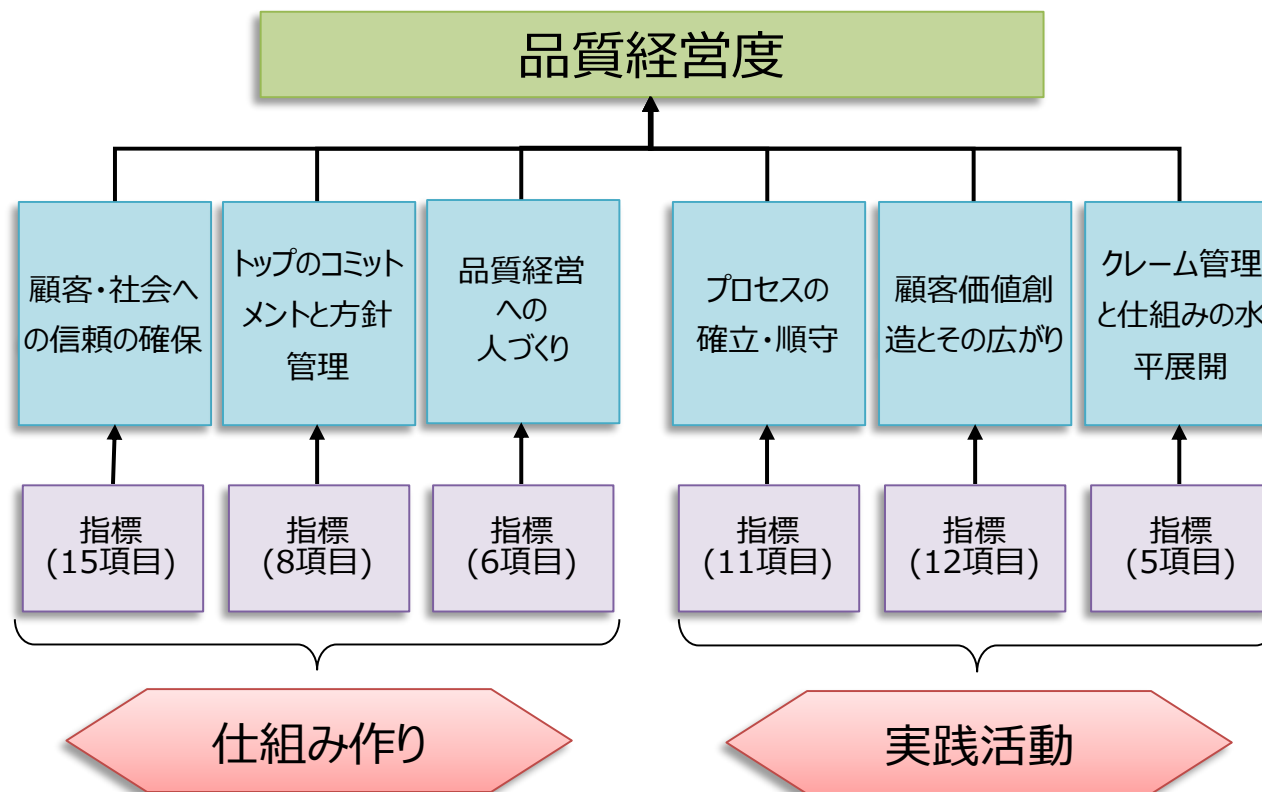 品質経営度
顧客・社会へ
の信頼の確保
トップのコミット
メントと方針
管理
品質経営
への
人づくり
プロセスの
確立・順守
顧客価値創
造とその広がり
クレーム管理
と仕組みの水
平展開
指標
(15項目)
指標
(8項目)
指標
(6項目)
指標
(11項目)
指標
(12項目)
指標
(5項目)
仕組み作り
実践活動